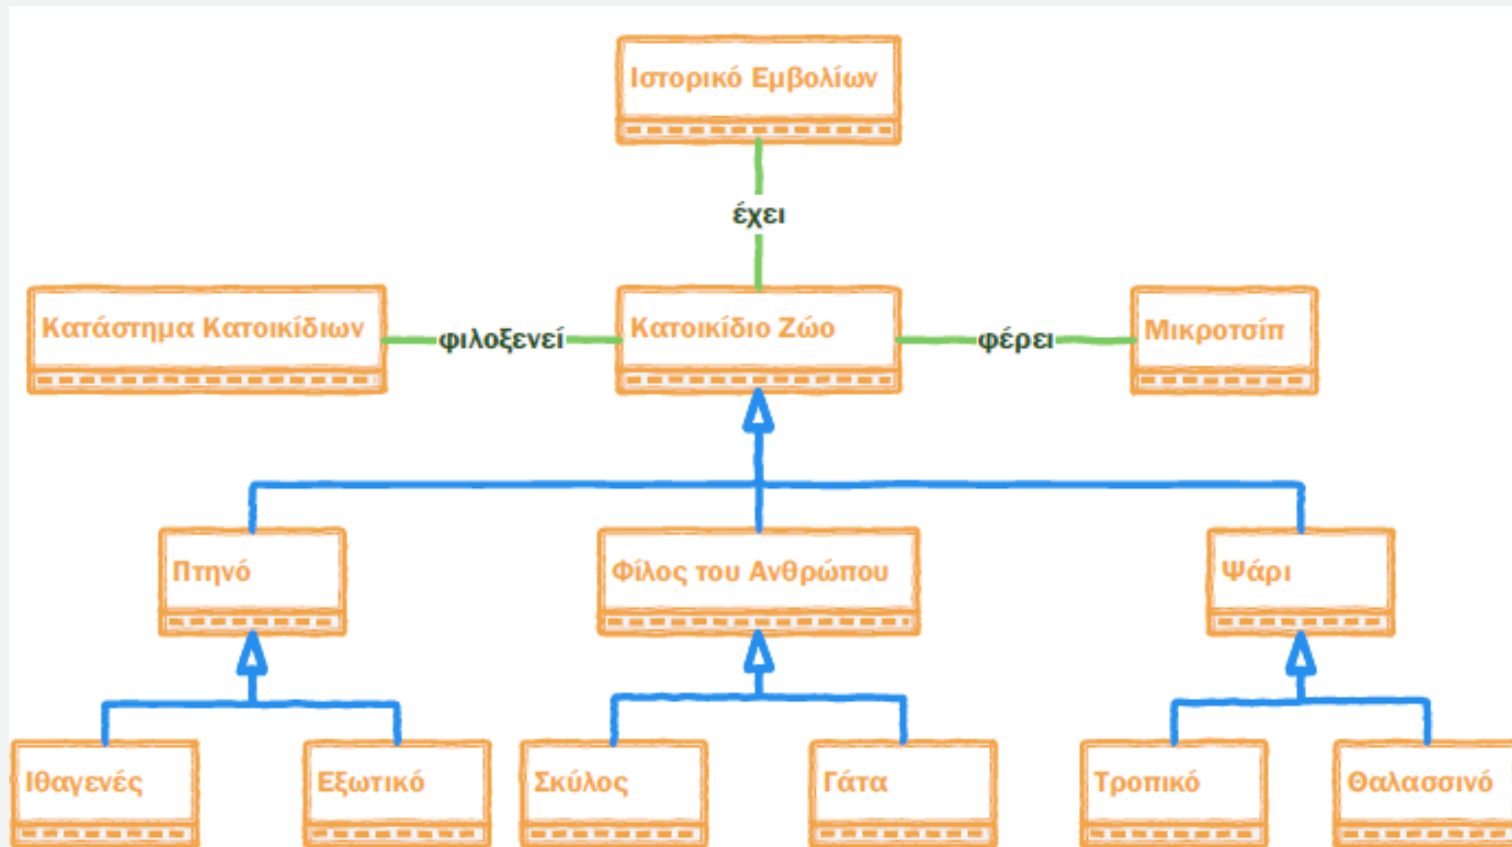 Ιστορικό Εμβολίων
έχει
Κατάστημα Κατοικίδιων
φιλοξενεί
Κατοικίδιο Ζώο
φέρει
Μικροτσίπ
Πτηνό
Φίλος του Ανθρώπου
Ψάρι
Ιθαγενές
Εξωτικό
Σκύλος
Γάτα
Τροπικό
Θαλασσινό